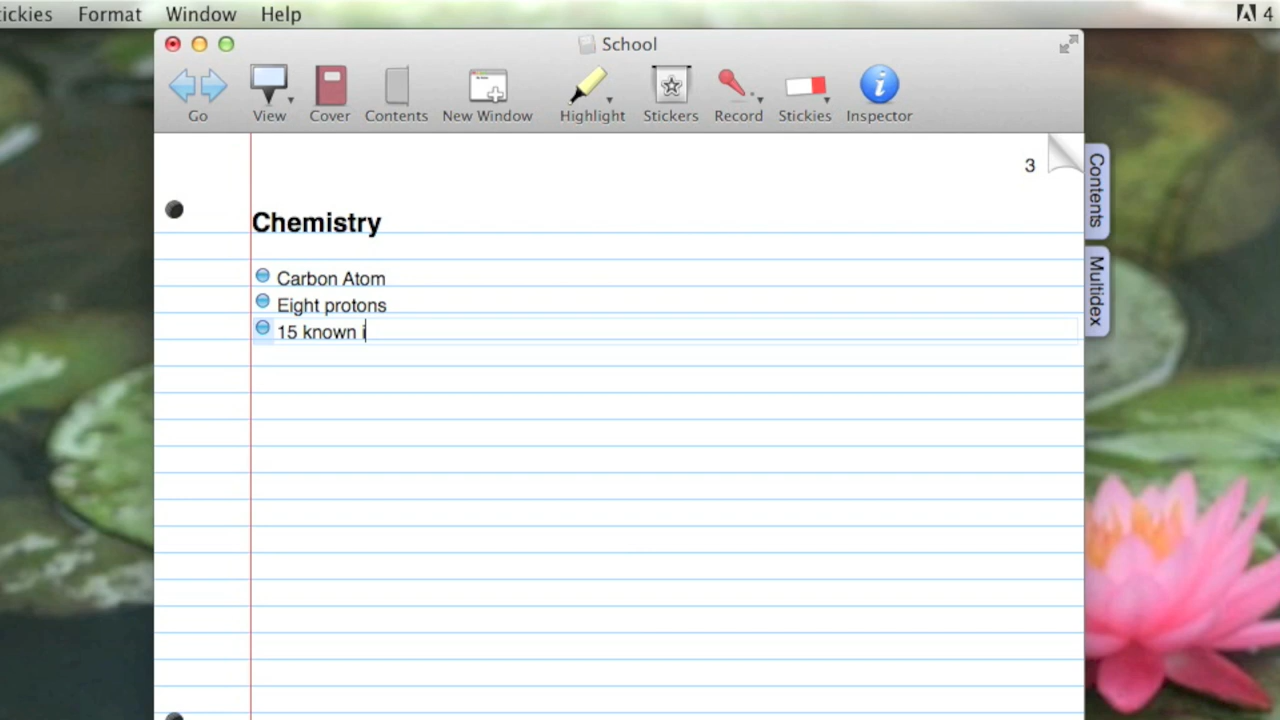 Format Window Help 4
School
Go View Cover Contents New Window Highlight Stickers Record Stickies Inspector
3
Contents
Multidex
Chemistry
Carbon Atom
Eight protons
15 known i